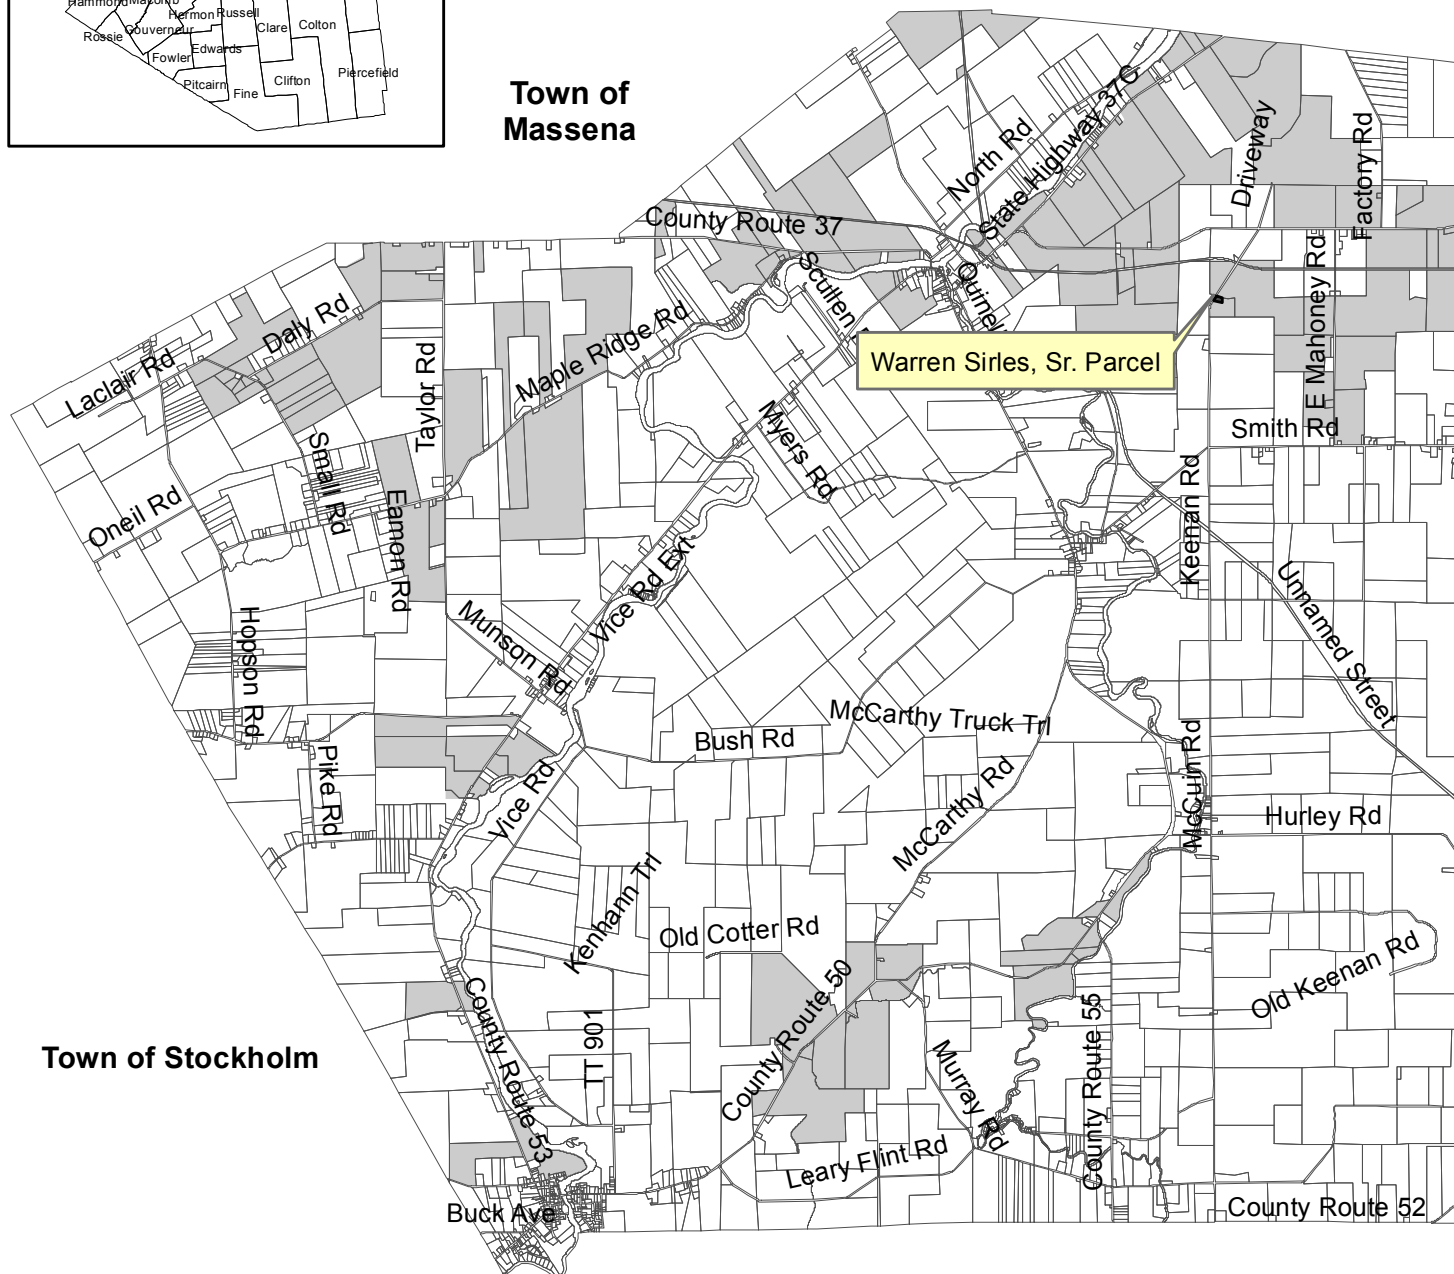 Hammond
Macomb
Hermon
Russell
Rossie
Gouverneur
Clare
Colton
Fowler
Edwards
Pitcairn
Fine
Clifton
Piercefield
Town of
Massena
North Rd
State Highway 37C
Driveway
Factory Rd
County Route 37
Scullen
Quinell
E Mahoney Rd
Daly Rd
Laclair Rd
Taylor Rd
Maple Ridge Rd
Warren Sirles, Sr. Parcel
Myers Rd
Smith Rd
Small Rd
Oneil Rd
Eamon Rd
Keenan Rd
Vice Rd Ext
Unnamed Street
Hopson Rd
Munson Rd
McCarthy Truck Trl
Bush Rd
Pike Rd
Vice Rd
McCarthy Rd
McCuin Rd
Hurley Rd
Kenhann Trl
Old Cotter Rd
Old Keenan Rd
County Route 50
County Route 55
Town of Stockholm
County Route 53
TT 901
Murray Rd
Leary Flint Rd
Buck Ave
County Route 52